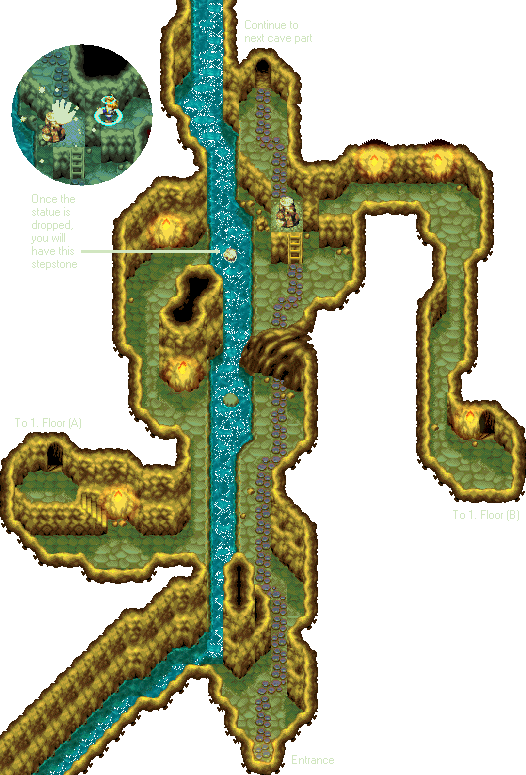 Continue to
next cave part
Once the
statue is
dropped,
you will
have this
stepstone
To 1. Floor (A)
To 1. Floor (B)
Entrance